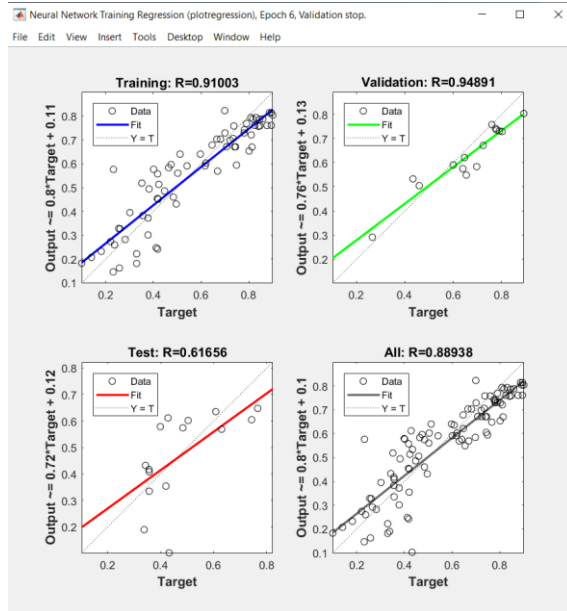 Neural Network Training Regression (plotregression), Epoch 6, Validation stop.
File Edit View Insert Tools Desktop Window Help
Training: R=0.91003
Output ~= 0.8*Target + 0.11
0.8
0.7
0.6
0.5
0.4
0.3
0.2
0.1
Data
Fit
Y = T
0.2 0.4 0.6 0.8
Target
Validation: R=0.94891
Output ~= 0.76*Target + 0.13
0.8
0.7
0.6
0.5
0.4
0.3
0.2
0.1
Data
Fit
Y = T
0.2 0.4 0.6 0.8
Target
Test: R=0.61656
Output ~= 0.72*Target + 0.12
0.8
0.7
0.6
0.5
0.4
0.3
0.2
Data
Fit
Y = T
0.2 0.4 0.6 0.8
Target
All: R=0.88938
Output ~= 0.8*Target + 0.1
0.8
0.7
0.6
0.5
0.4
0.3
0.2
0.1
Data
Fit
Y = T
0.2 0.4 0.6 0.8
Target